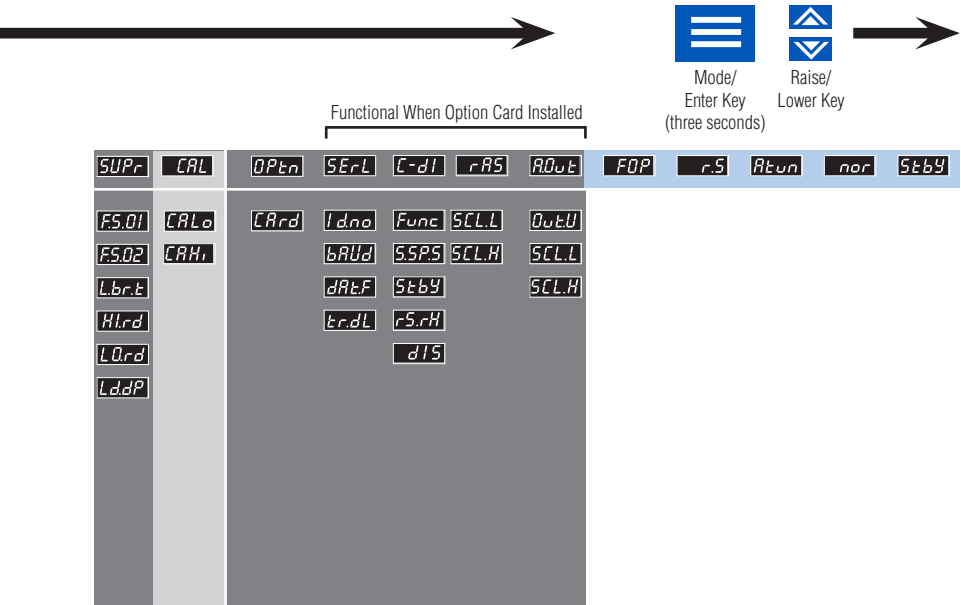 Mode/
Enter Key
(three seconds)
Raise/
Lower Key
Functional When Option Card Installed
SUPr CAL OPtn SErL C-dI rAS A.Out FOP r.S Atun nor StbY
F.S.01 CALo CArd Id.no Func SCL.L Out.U
F.S.02 CAHi bAUd S.SP.S SCL.H SCL.L
L.br.t dAt.F StbY SCL.H
HI.rd tr.dL rS.rH
LO.rd dIS
Ld.dP